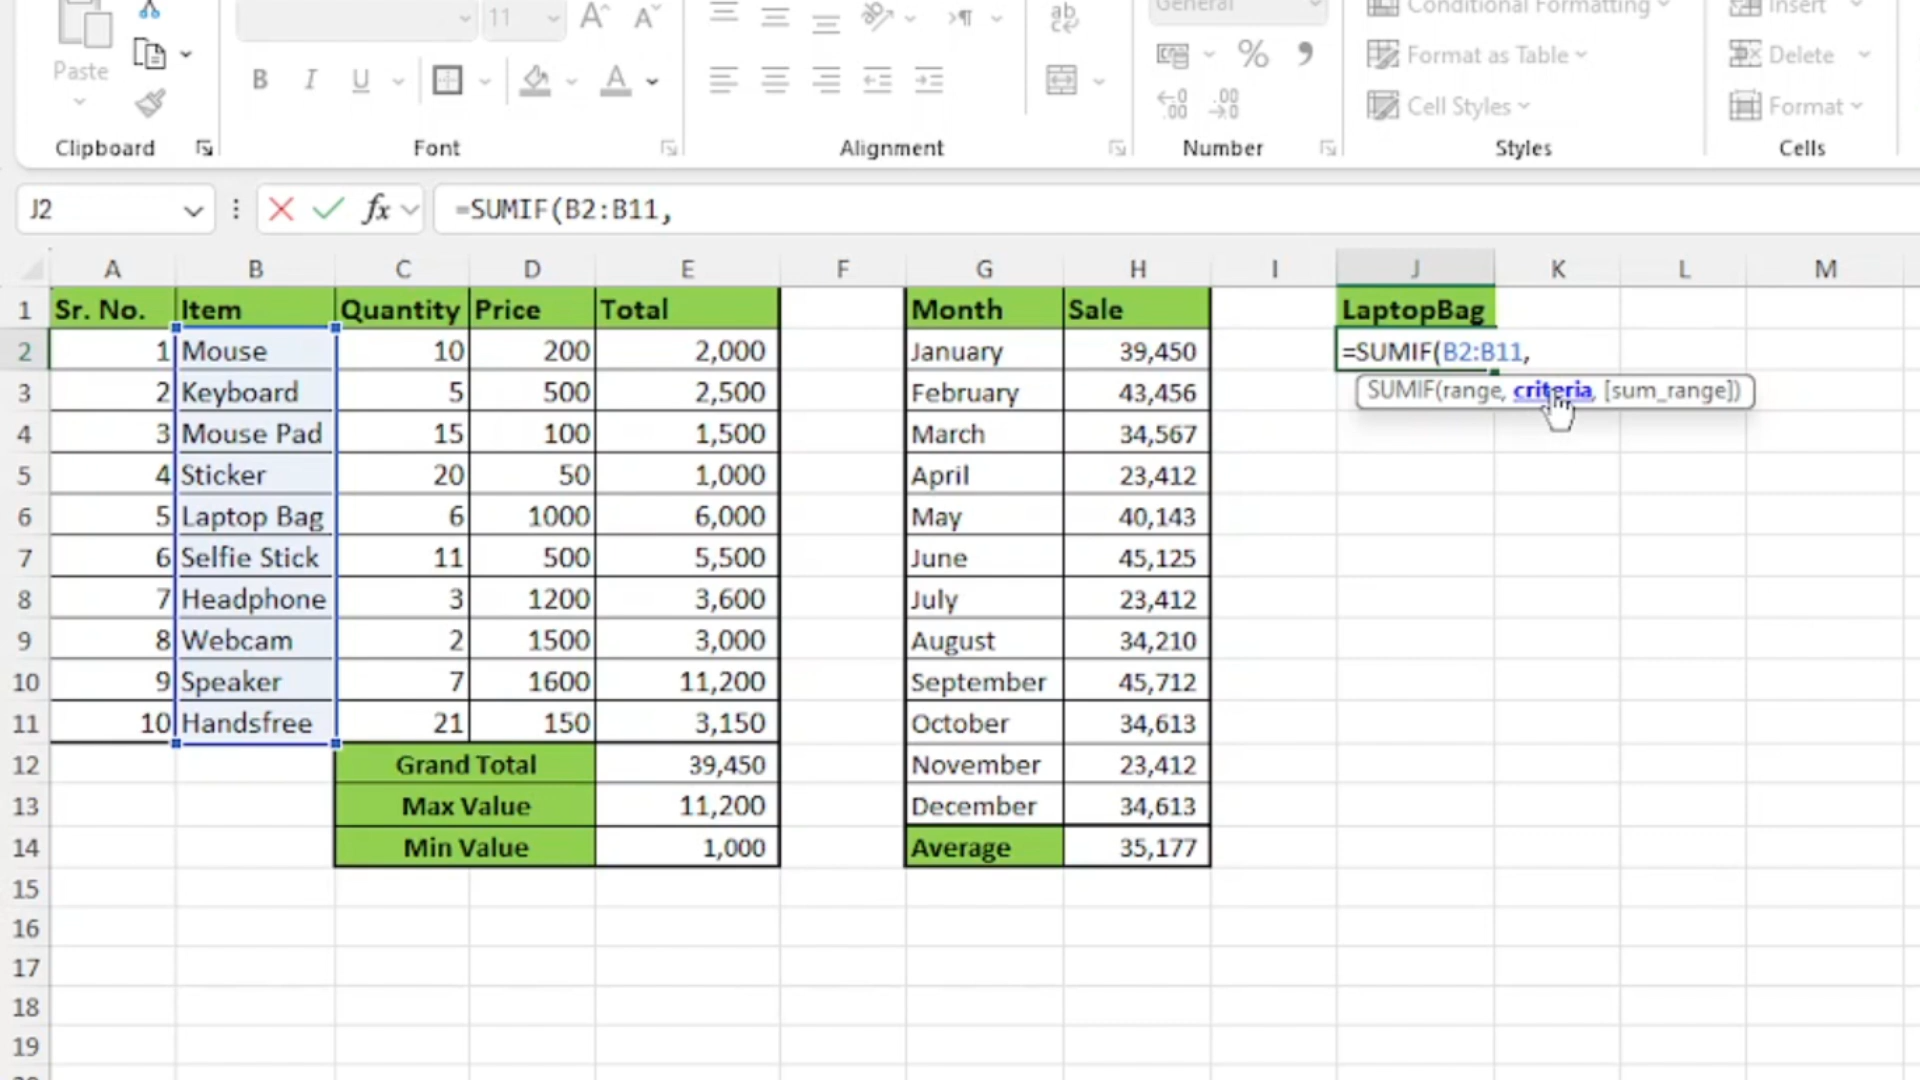 11 A A General Conditional Formatting Insert
Paste B I U A % Format as Table Delete
Cell Styles Format
Clipboard Font Alignment Number Styles Cells
J2 fx =SUMIF(B2:B11,
A B C D E F G H I J K L M
1 Sr. No. Item Quantity Price Total Month Sale LaptopBag
2 1 Mouse 10 200 2,000 January 39,450 =SUMIF(B2:B11,
3 2 Keyboard 5 500 2,500 February 43,456 SUMIF(range, criteria, [sum_range])
4 3 Mouse Pad 15 100 1,500 March 34,567
5 4 Sticker 20 50 1,000 April 23,412
6 5 Laptop Bag 6 1000 6,000 May 40,143
7 6 Selfie Stick 11 500 5,500 June 45,125
8 7 Headphone 3 1200 3,600 July 23,412
9 8 Webcam 2 1500 3,000 August 34,210
10 9 Speaker 7 1600 11,200 September 45,712
11 10 Handsfree 21 150 3,150 October 34,613
12 Grand Total 39,450 November 23,412
13 Max Value 11,200 December 34,613
14 Min Value 1,000 Average 35,177
15
16
17
18
19